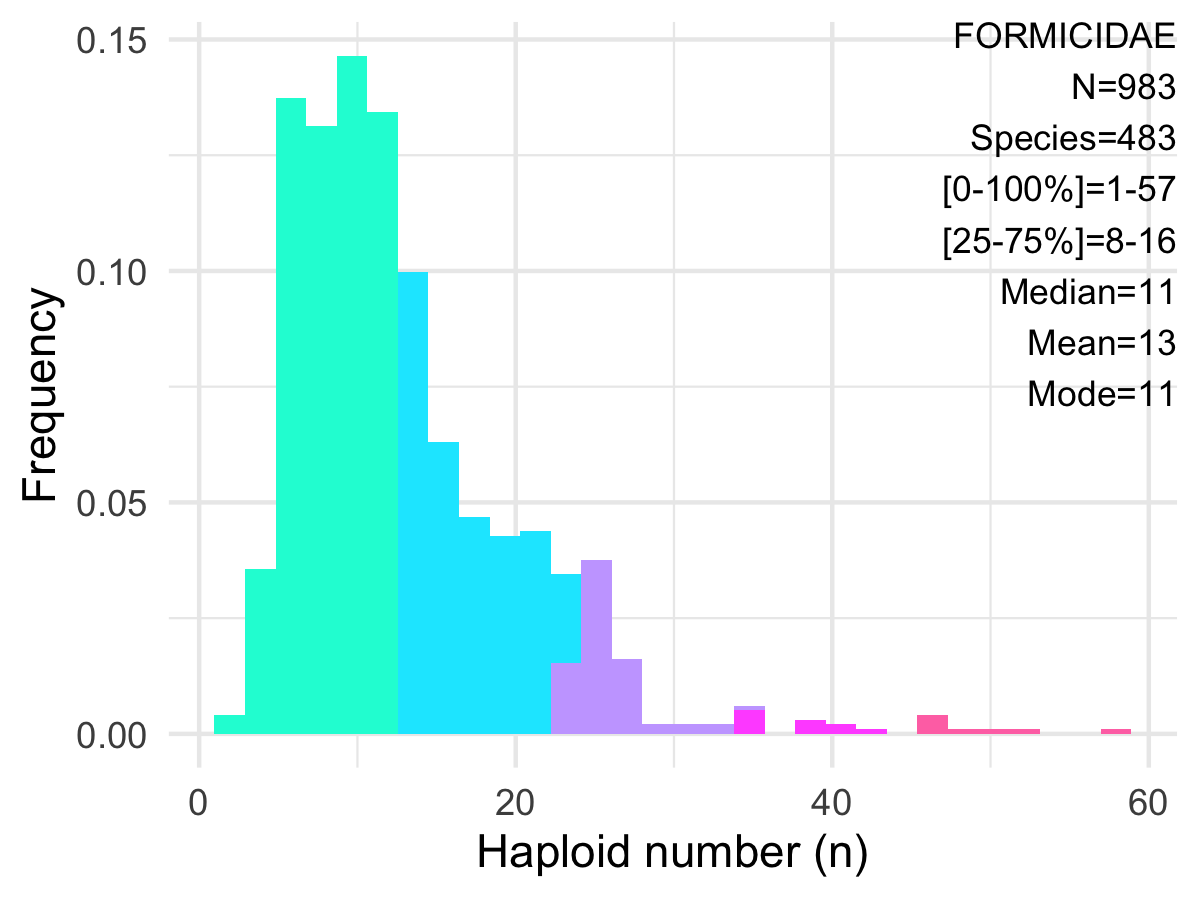 FORMICIDAE
N=983
Species=483
[0-100%]=1-57
[25-75%]=8-16
Median=11
Mean=13
Mode=11
0.15
0.10
0.05
0.00
Frequency
0 20 40 60
Haploid number (n)